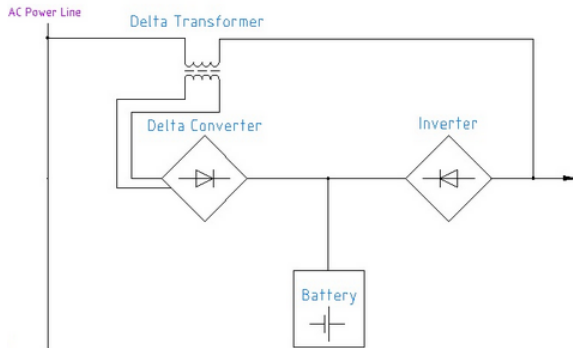 AC Power Line
Delta Transformer
Delta Converter
Inverter
Battery